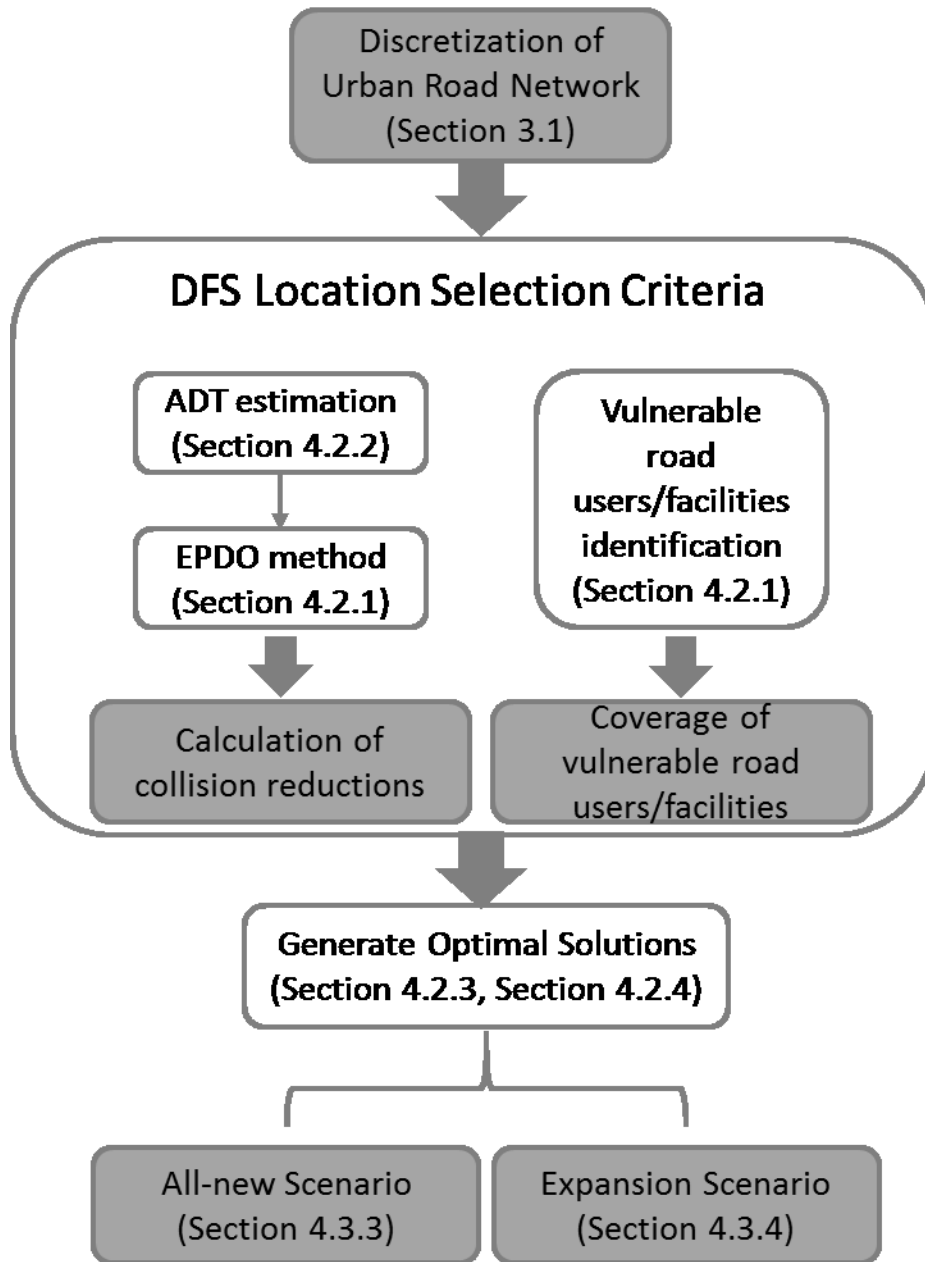 Discretization of
Urban Road Network
(Section 3.1)
DFS Location Selection Criteria
ADT estimation
(Section 4.2.2)
EPDO method
(Section 4.2.1)
Calculation of
collision reductions
Vulnerable
road
users/facilities
identification
(Section 4.2.1)
Coverage of
vulnerable road
users/facilities
Generate Optimal Solutions
(Section 4.2.3, Section 4.2.4)
All-new Scenario
(Section 4.3.3)
Expansion Scenario
(Section 4.3.4)